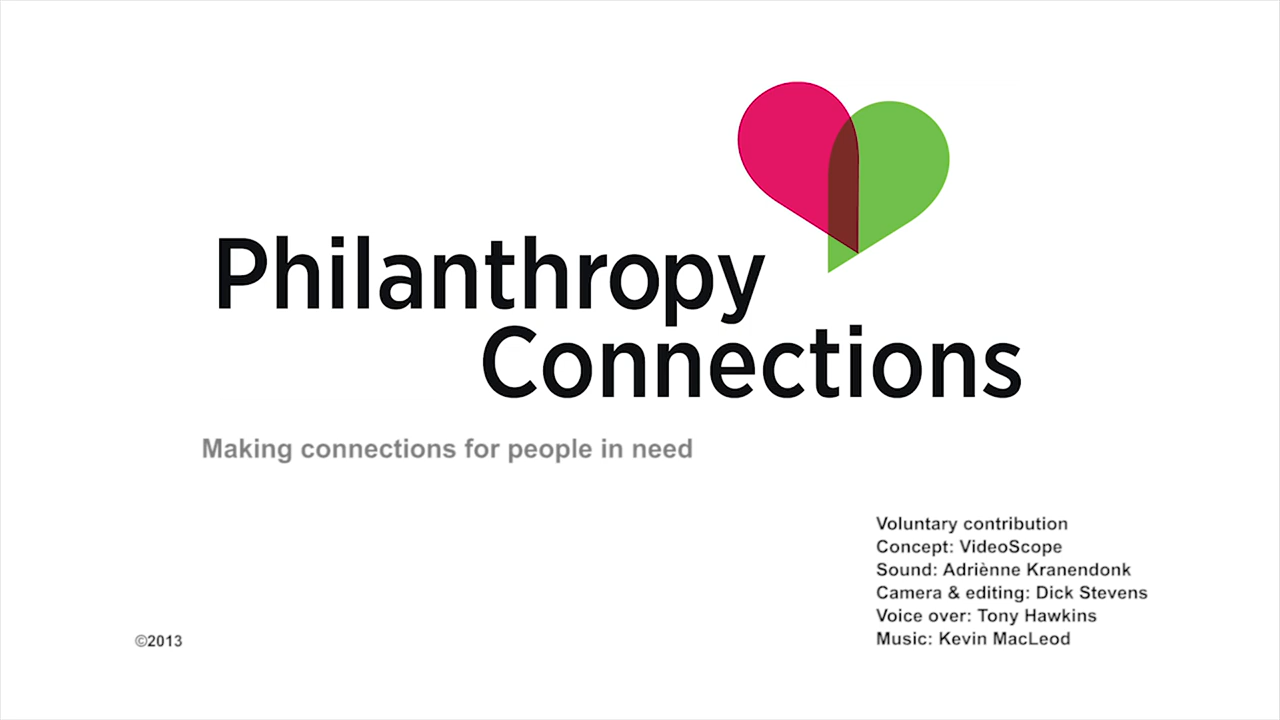 Philanthropy
Connections
Making connections for people in need
Voluntary contribution
Concept: VideoScope
Sound: Adriènne Kranendonk
Camera & editing: Dick Stevens
Voice over: Tony Hawkins
Music: Kevin MacLeod
©2013